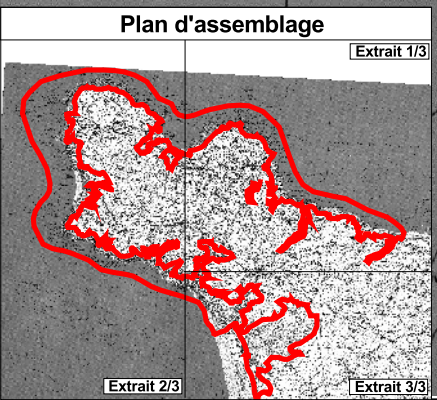 Plan d'assemblage
Extrait 1/3
Extrait 2/3
Extrait 3/3